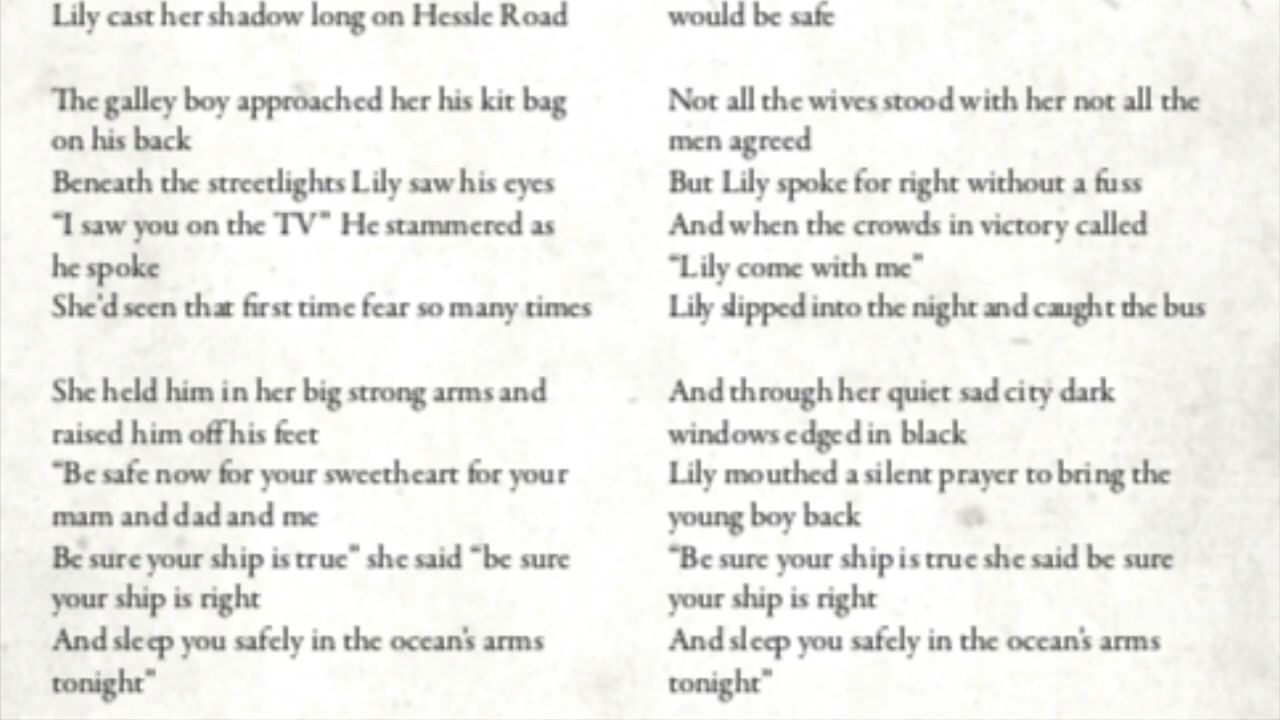 Lily cast her shadow long on Hessle Road
The galley boy approached her his kit bag
on his back
Beneath the streetlights Lily saw his eyes
“I saw you on the TV” He stammered as
he spoke
She’d seen that first time fear so many times
She held him in her big strong arms and
raised him off his feet
“Be safe now for your sweetheart for your
mam and dad and me
Be sure your ship is true” she said “be sure
your ship is right
And sleep you safely in the ocean’s arms
tonight”
would be safe
Not all the wives stood with her not all the
men agreed
But Lily spoke for right without a fuss
And when the crowds in victory called
“Lily come with me”
Lily slipped into the night and caught the bus
And through her quiet sad city dark
windows edged in black
Lily mouthed a silent prayer to bring the
young boy back
“Be sure your ship is true she said be sure
your ship is right
And sleep you safely in the ocean’s arms
tonight”